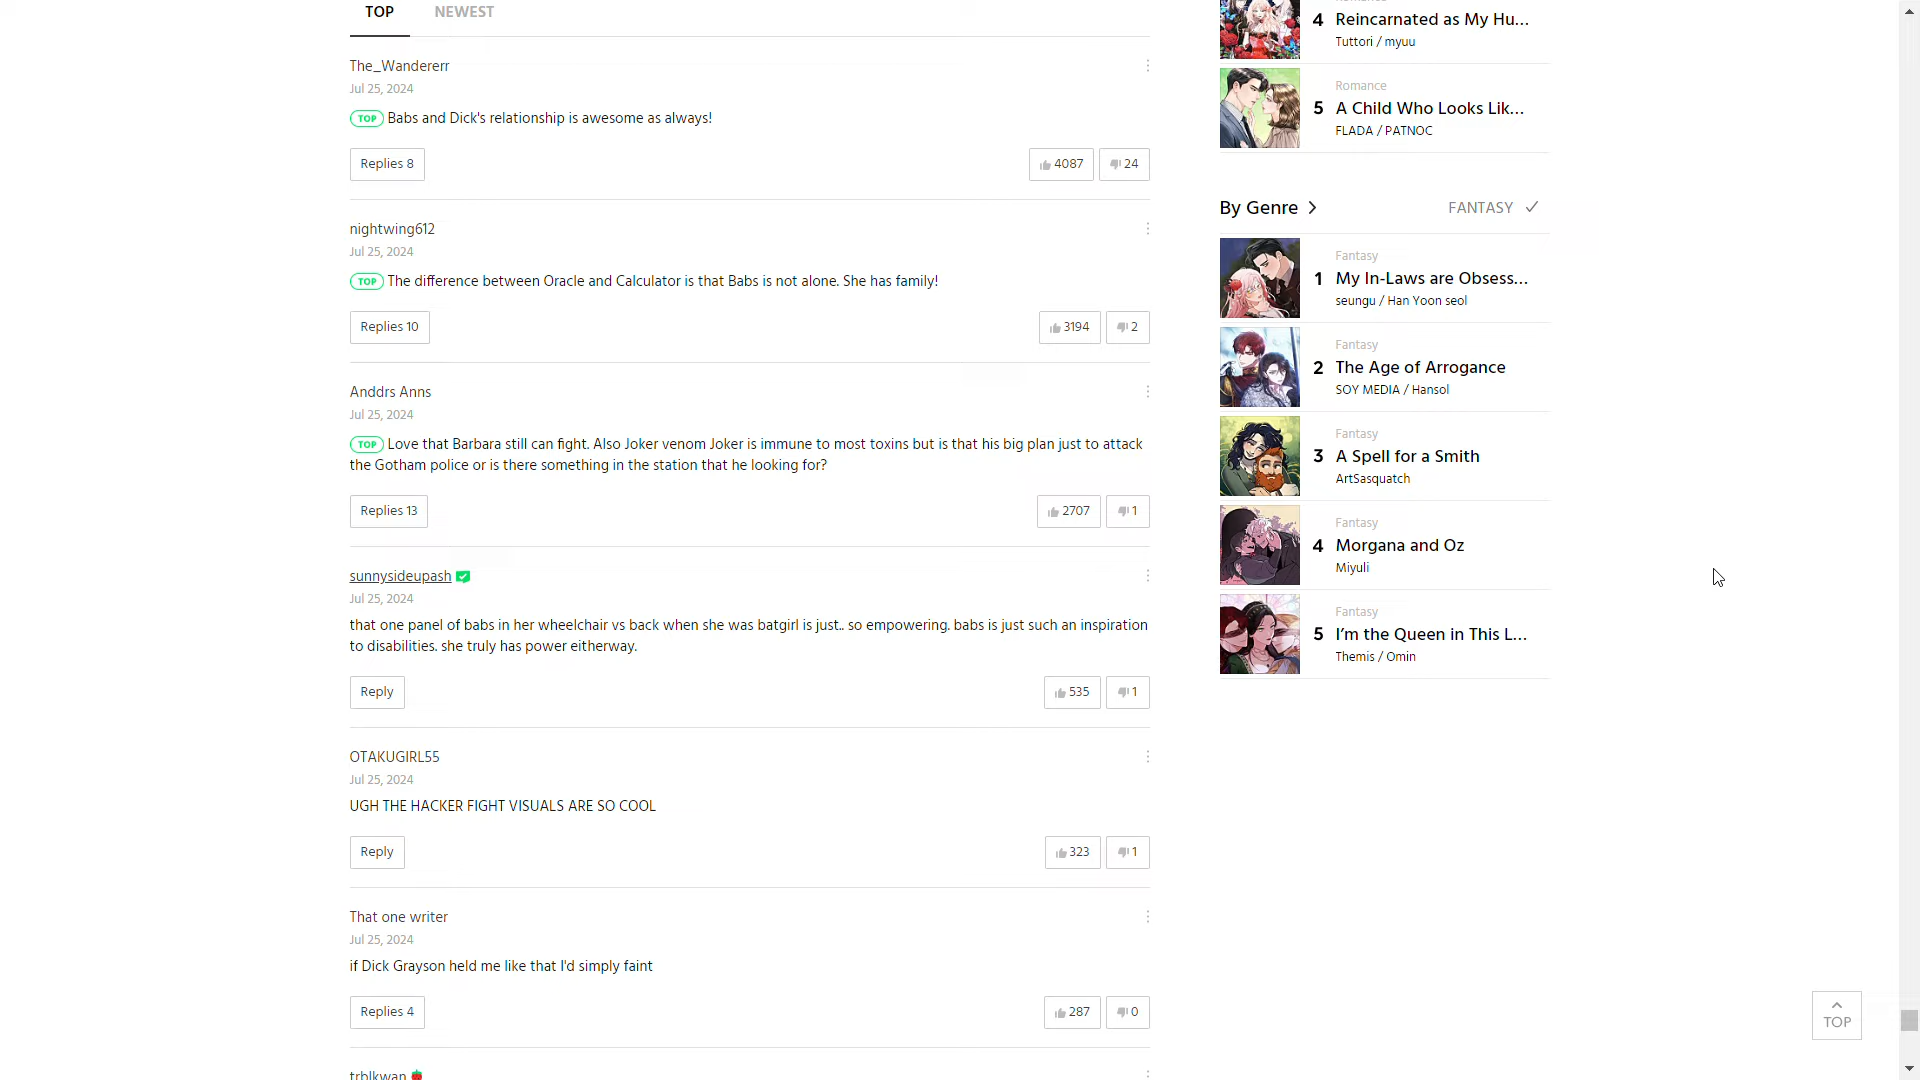 TOP
NEWEST
The_Wandererr
Jul 25, 2024
TOP Babs and Dick's relationship is awesome as always!
Replies 8
4087
24
nightwing612
Jul 25, 2024
TOP The difference between Oracle and Calculator is that Babs is not alone. She has family!
Replies 10
3194
2
Anddrs Anns
Jul 25, 2024
TOP Love that Barbara still can fight. Also Joker venom Joker is immune to most toxins but is that his big plan just to attack
the Gotham police or is there something in the station that he looking for?
Replies 13
2707
1
sunnysideupash
Jul 25, 2024
that one panel of babs in her wheelchair vs back when she was batgirl is just.. so empowering. babs is just such an inspiration
to disabilities. she truly has power eitherway.
Reply
535
1
OTAKUGIRL55
Jul 25, 2024
UGH THE HACKER FIGHT VISUALS ARE SO COOL
Reply
323
1
That one writer
Jul 25, 2024
if Dick Grayson held me like that I'd simply faint
Replies 4
287
0
trblkwan
4 Reincarnated as My Hu...
Tuttori / myuu
Romance
5 A Child Who Looks Lik...
FLADA / PATNOC
By Genre
FANTASY
Fantasy
1 My In-Laws are Obsess...
seungu / Han Yoon seol
Fantasy
2 The Age of Arrogance
SOY MEDIA / Hansol
Fantasy
3 A Spell for a Smith
ArtSasquatch
Fantasy
4 Morgana and Oz
Miyuli
Fantasy
5 I'm the Queen in This L...
Themis / Omin
TOP